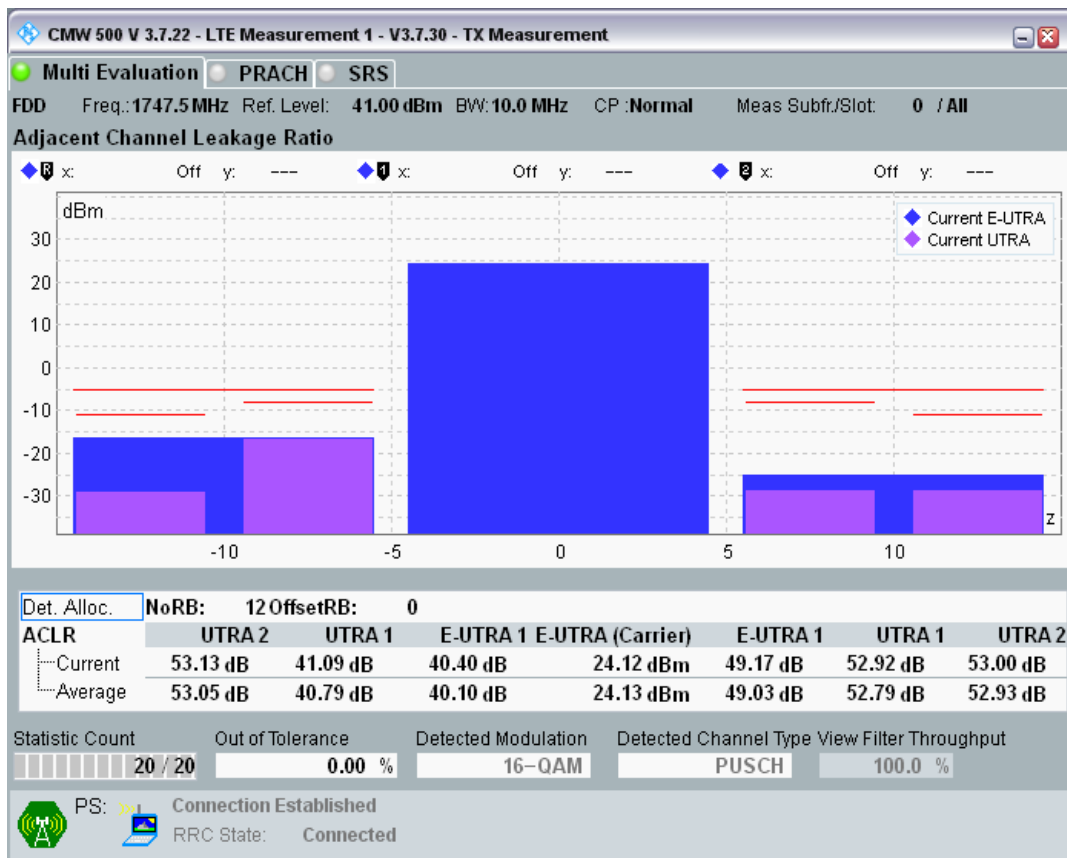 CMW 500 V 3.7.22 - LTE Measurement 1 - V3.7.30 - TX Measurement
Multi Evaluation PRACH SRS
FDD Freq.: 1747.5 MHz Ref. Level: 41.00 dBm BW: 10.0 MHz CP : Normal Meas Subfr./Slot: 0 / All
Adjacent Channel Leakage Ratio
R x: Off y: --- 1 x: Off y: --- 2 x: Off y: ---
dBm
Current E-UTRA
Current UTRA
30
20
10
0
-10
-20
-30
z
-10 -5 0 5 10
Det. Alloc. NoRB: 12 OffsetRB: 0
ACLR UTRA 2 UTRA 1 E-UTRA 1 E-UTRA (Carrier) E-UTRA 1 UTRA 1 UTRA 2
Current 53.13 dB 41.09 dB 40.40 dB 24.12 dBm 49.17 dB 52.92 dB 53.00 dB
Average 53.05 dB 40.79 dB 40.10 dB 24.13 dBm 49.03 dB 52.79 dB 52.93 dB
Statistic Count Out of Tolerance Detected Modulation Detected Channel Type View Filter Throughput
20 / 20 0.00 % 16-QAM PUSCH 100.0 %
PS: Connection Established
RRC State: Connected